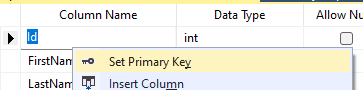 Column Name Data Type Allow Nu
Id int
FirstNam Set Primary Key
LastNam Insert Column